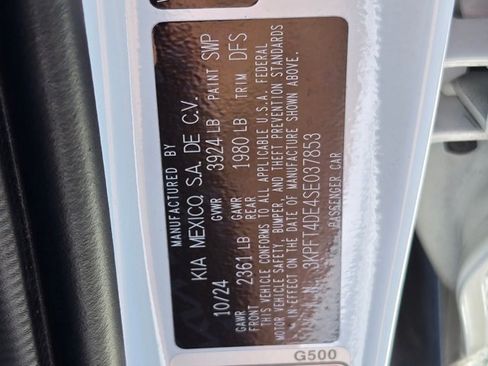 MANUFACTURED BY
KIA MEXICO, S.A. DE C.V.
10/24 GVWR 3924 LB PAINT SWP
GAWR FRONT 2361 LB GAWR REAR 1980 LB TRIM DFS
THIS VEHICLE CONFORMS TO ALL APPLICABLE U.S.A. FEDERAL
MOTOR VEHICLE SAFETY, BUMPER, AND THEFT PREVENTION STANDARDS
IN EFFECT ON THE DATE OF MANUFACTURE SHOWN ABOVE.
3KPFT4DE4SE037853
PASSENGER CAR
G500